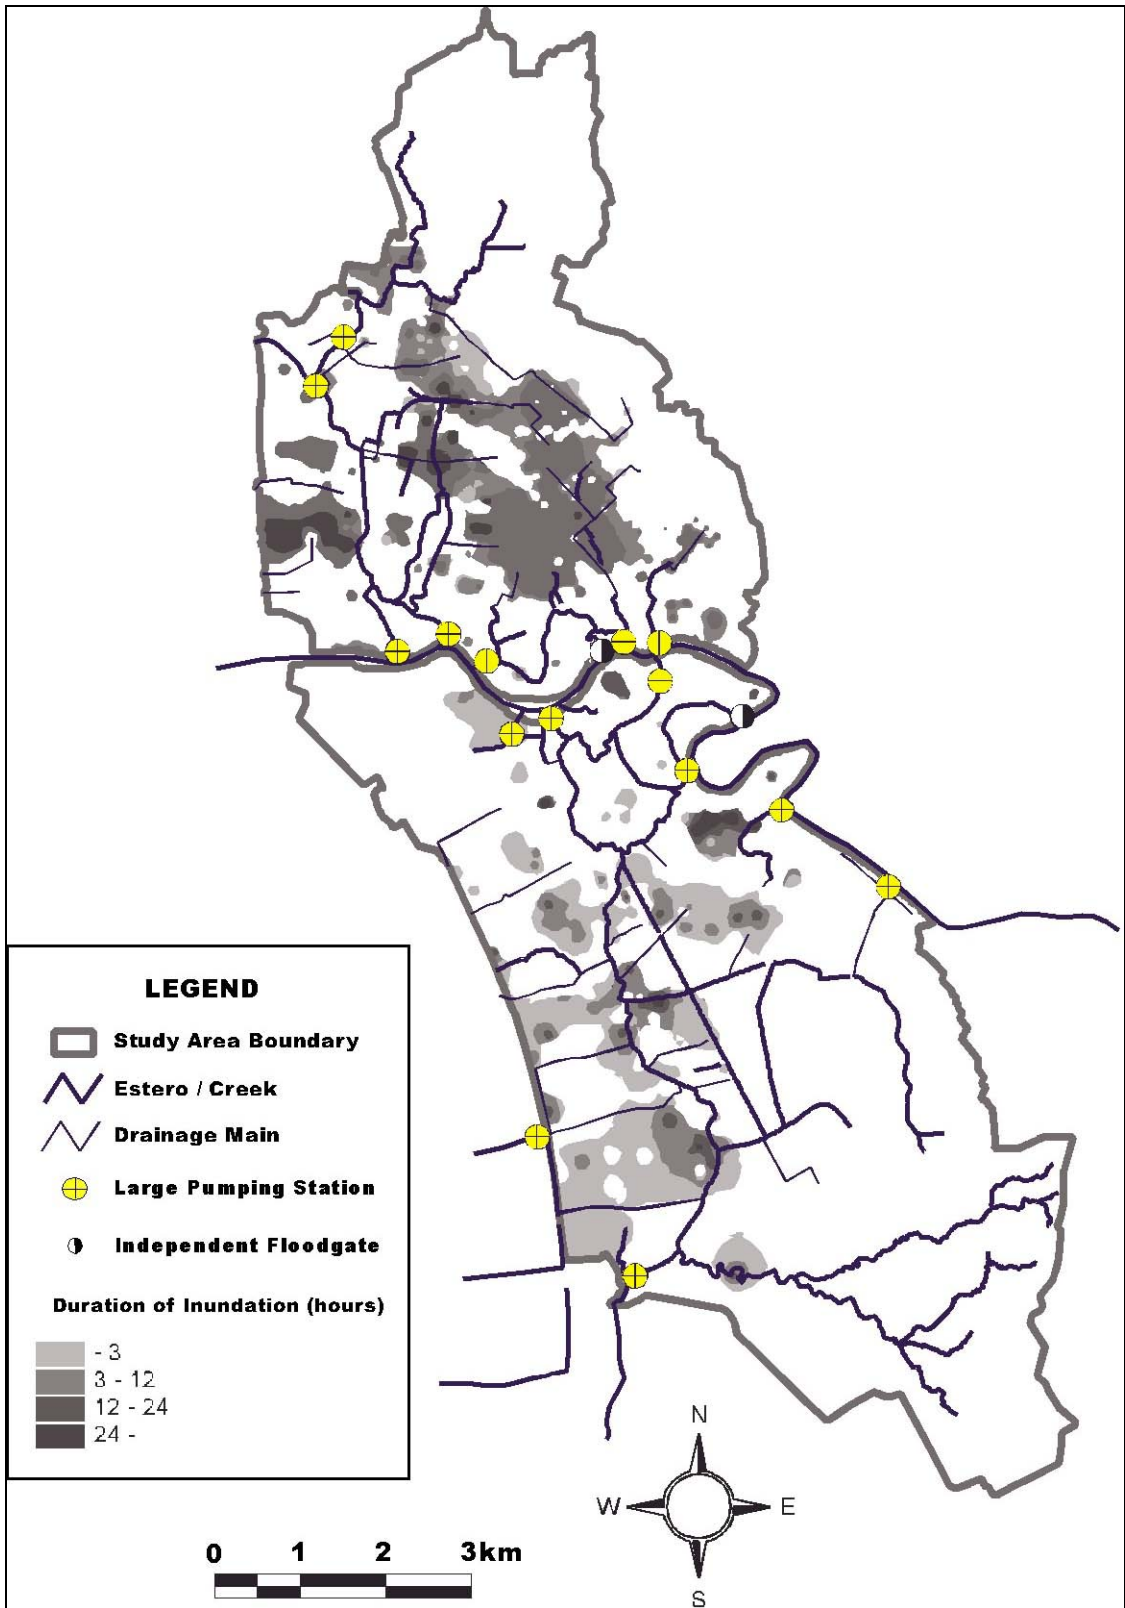 LEGEND
Study Area Boundary
Estero / Creek
Drainage Main
Large Pumping Station
Independent Floodgate
Duration of Inundation (hours)
- 3
3 - 12
12 - 24
24 -
N
W E
S
0 1 2 3km